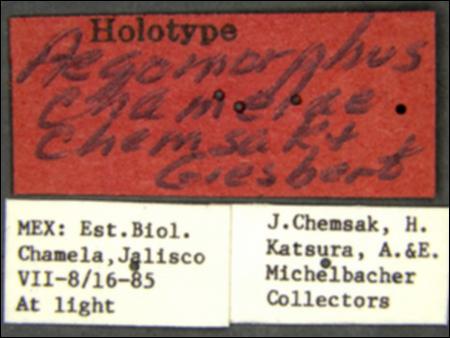 Holotype
Aegomorphus
chamelae
Chemsak +
Giesbert
MEX: Est.Biol.
Chamela,Jalisco
VII-8/16-85
At light
J.Chemsak, H.
Katsura, A.&E.
Michelbacher
Collectors